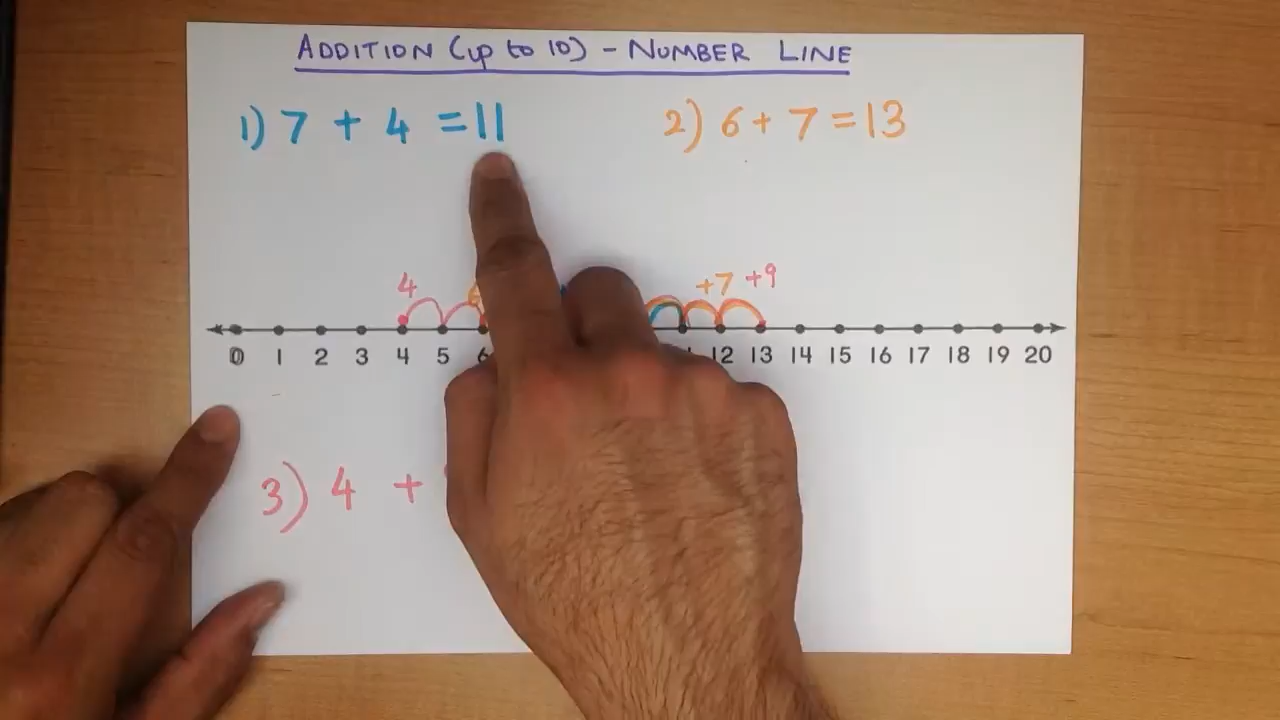 ADDITION (up to 10) - NUMBER LINE
1) 7 + 4 = 11
2) 6 + 7 = 13
4 +7 +9
0 1 2 3 4 5 6 12 13 14 15 16 17 18 19 20
3) 4 +